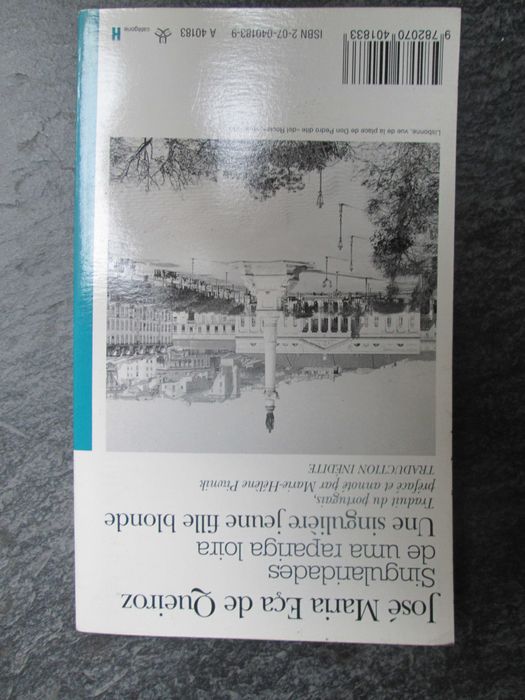 José Maria Eça de Queiroz
Singularidades
de uma rapariga loira
Une singulière jeune fille blonde
Traduit du portugais,
préfacé et annoté par Marie-Hélène Piwnik
TRADUCTION INÉDITE
Lisbonne, vue de la place de Don Pedro dite «del Rocio»
9 782070 401833
ISBN 2-07-040183-9
A 40183
catégorie
H